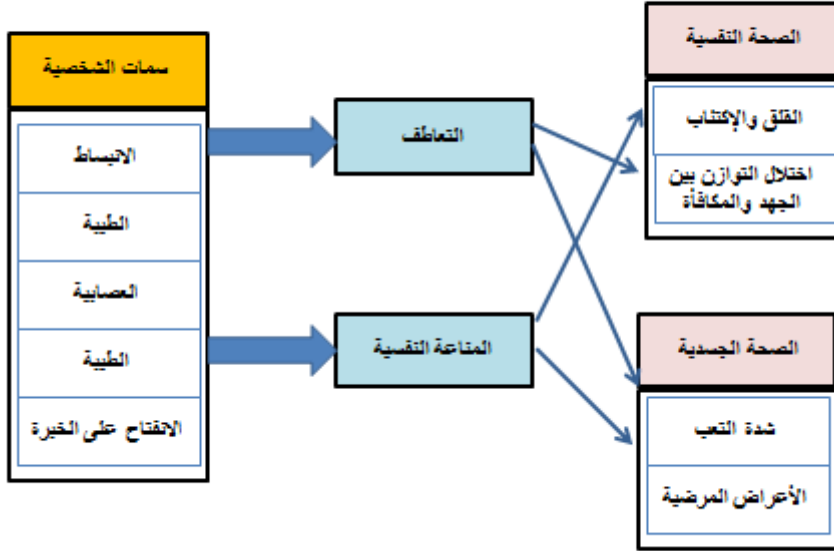 سمات الشخصية
الانبساط
الطيبة
العصابية
الطيبة
الانفتاح على الخبرة
التعاطف
المناعة النفسية
الصحة النفسية
القلق والإكتئاب
اختلال التوازن بين
الجهد والمكافأة
الصحة الجسدية
شدة التعب
الأعراض المرضية